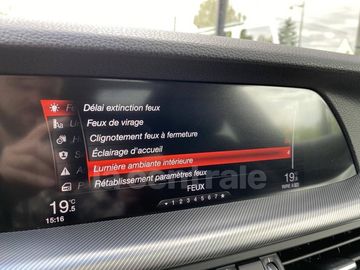 Délai extinction feux
Feux de virage
Clignotement feux à fermeture
Éclairage d'accueil
Lumière ambiante intérieure
Rétablissement paramètres feux
FEUX
19°C
.5
19.
15:16